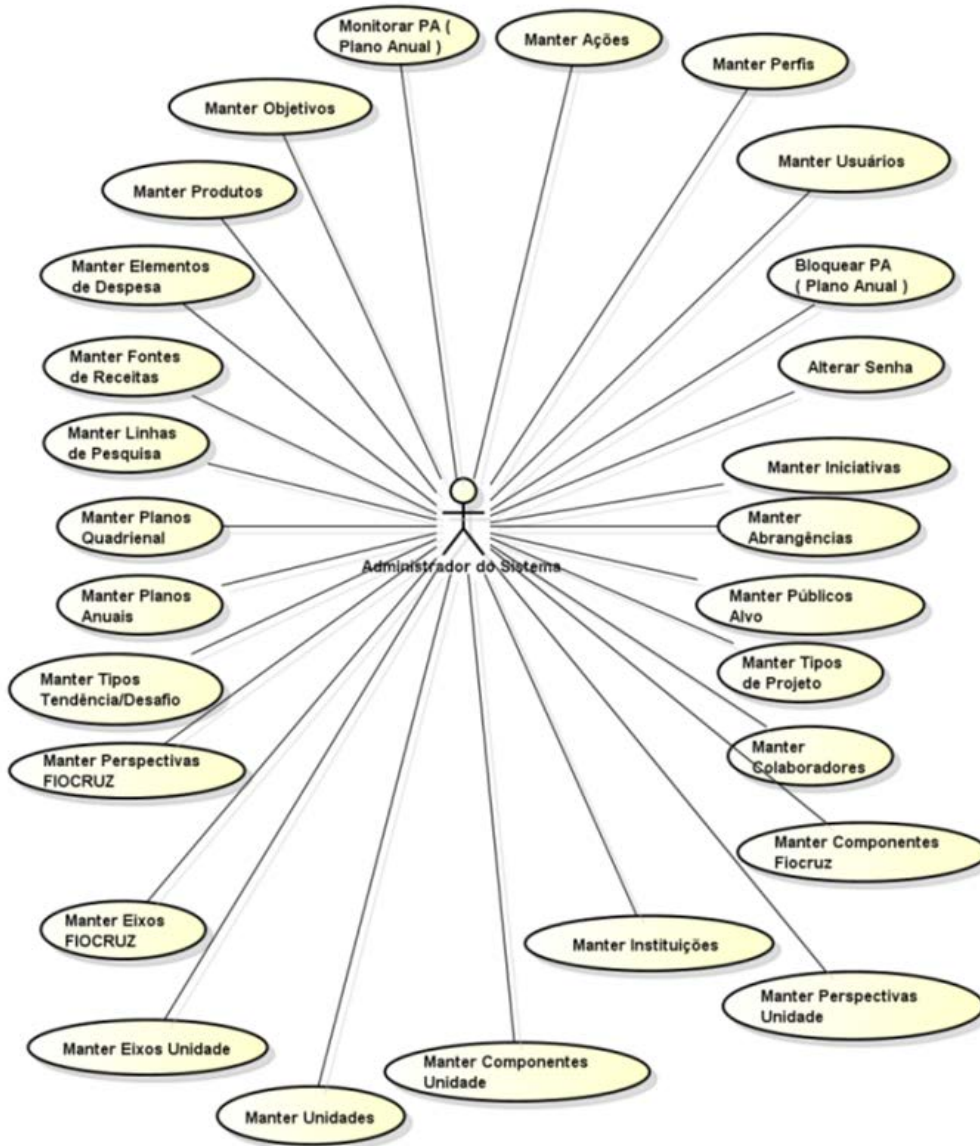 Monitorar PA (
Plano Anual )
Manter Ações
Manter Perfis
Manter Objetivos
Manter Usuários
Manter Produtos
Manter Elementos
de Despesa
Bloquear PA
( Plano Anual )
Manter Fontes
de Receitas
Alterar Senha
Manter Linhas
de Pesquisa
Manter Iniciativas
Manter Planos
Quadrienal
Manter
Abrangências
Administrador do Sistema
Manter Planos
Anuais
Manter Públicos
Alvo
Manter Tipos
Tendência/Desafio
Manter Tipos
de Projeto
Manter Perspectivas
FIOCRUZ
Manter
Colaboradores
Manter Componentes
Fiocruz
Manter Eixos
FIOCRUZ
Manter Instituições
Manter Perspectivas
Unidade
Manter Eixos Unidade
Manter Componentes
Unidade
Manter Unidades